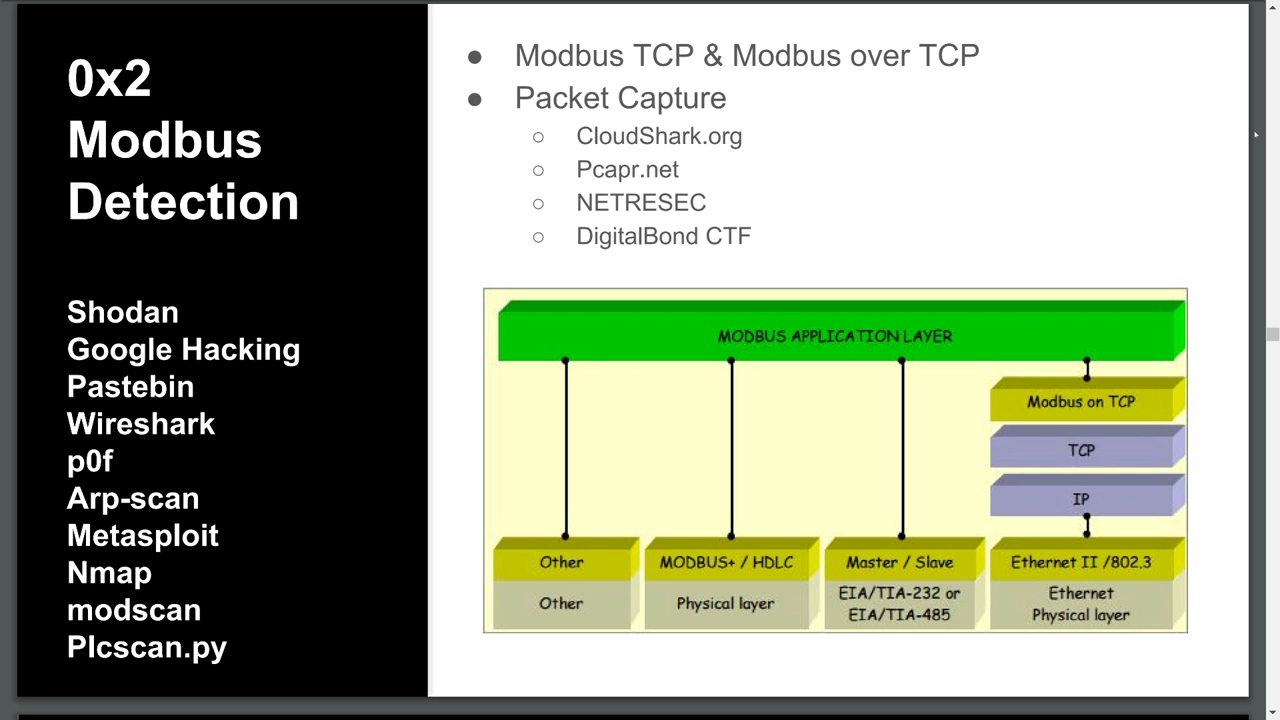 0x2
Modbus
Detection
Shodan
Google Hacking
Pastebin
Wireshark
p0f
Arp-scan
Metasploit
Nmap
modscan
Plcscan.py
● Modbus TCP & Modbus over TCP
● Packet Capture
○ CloudShark.org
○ Pcapr.net
○ NETRESEC
○ DigitalBond CTF
MODBUS APPLICATION LAYER
Modbus on TCP
TCP
IP
Other
MODBUS+ / HDLC
Master / Slave
Ethernet II /802.3
Other
Physical layer
EIA/TIA-232 or
EIA/TIA-485
Ethernet
Physical layer